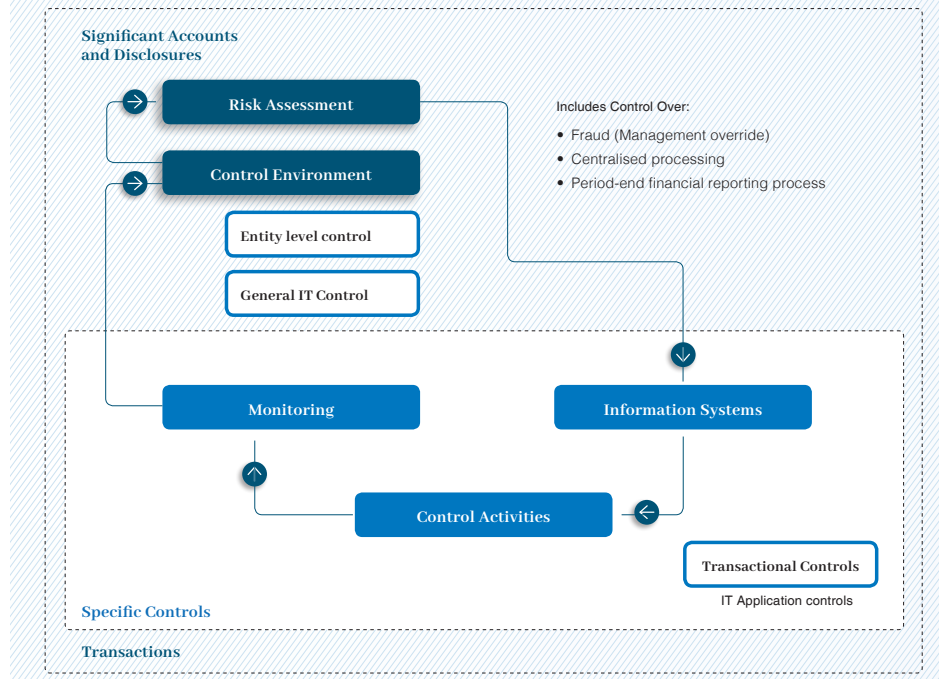 Significant Accounts
and Disclosures
Risk Assessment
Includes Control Over:
• Fraud (Management override)
• Centralised processing
• Period-end financial reporting process
Control Environment
Entity level control
General IT Control
Monitoring
Information Systems
Control Activities
Transactional Controls
IT Application controls
Specific Controls
Transactions